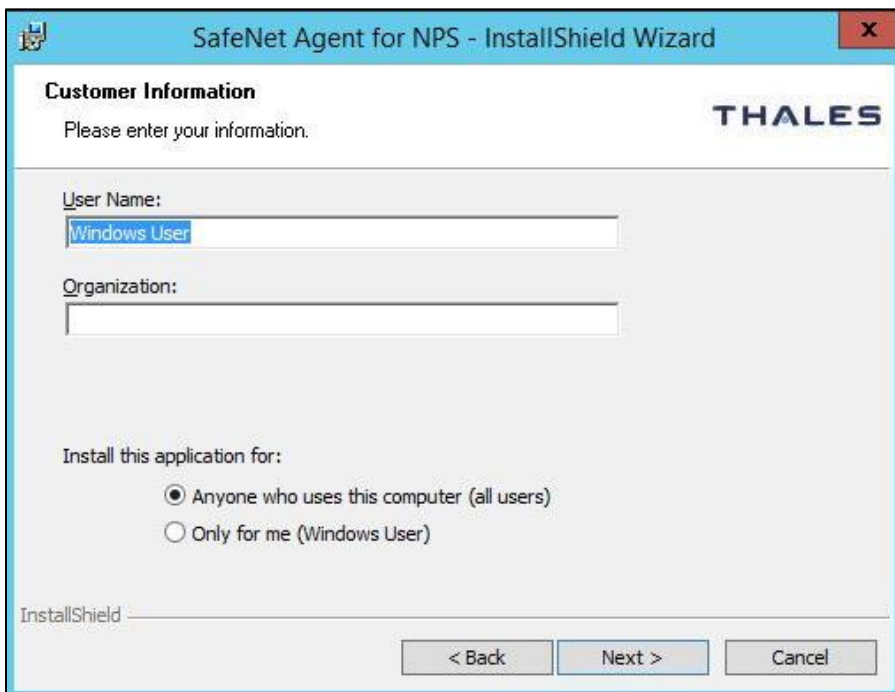 SafeNet Agent for NPS - InstallShield Wizard
x
Customer Information
Please enter your information.
THALES
User Name:
Windows User
Organization:
Install this application for:
Anyone who uses this computer (all users)
Only for me (Windows User)
InstallShield
< Back Next > Cancel